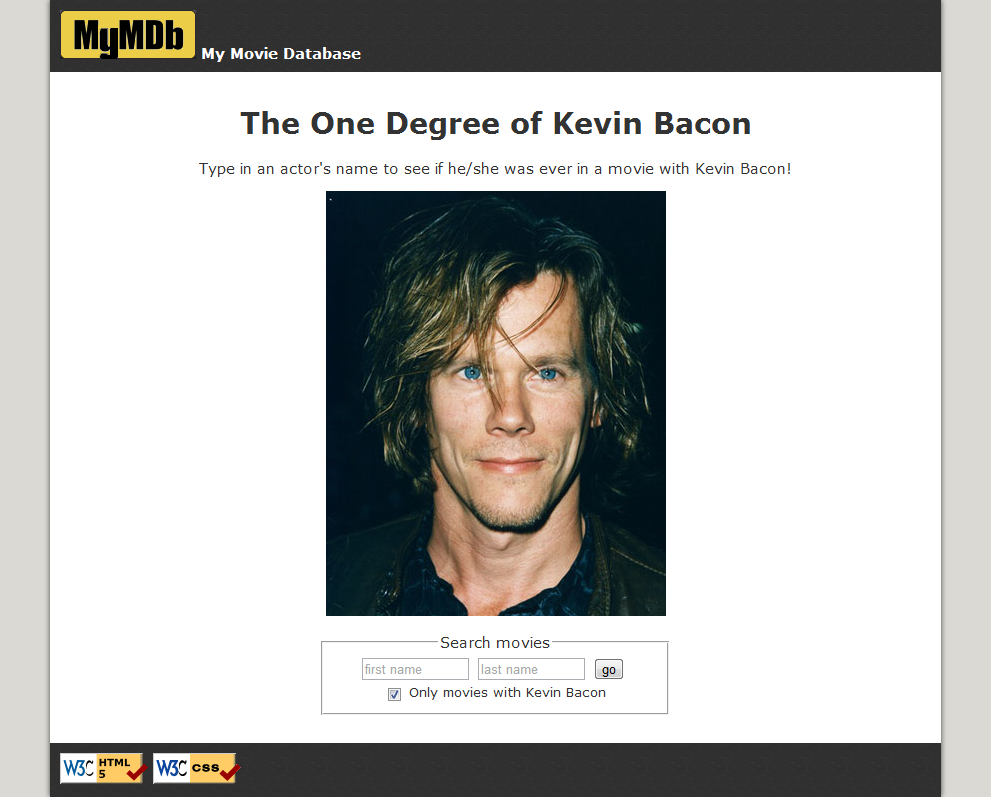 MyMDb My Movie Database
The One Degree of Kevin Bacon
Type in an actor's name to see if he/she was ever in a movie with Kevin Bacon!
Search movies
first name last name go
Only movies with Kevin Bacon
W3C HTML 5 W3C css